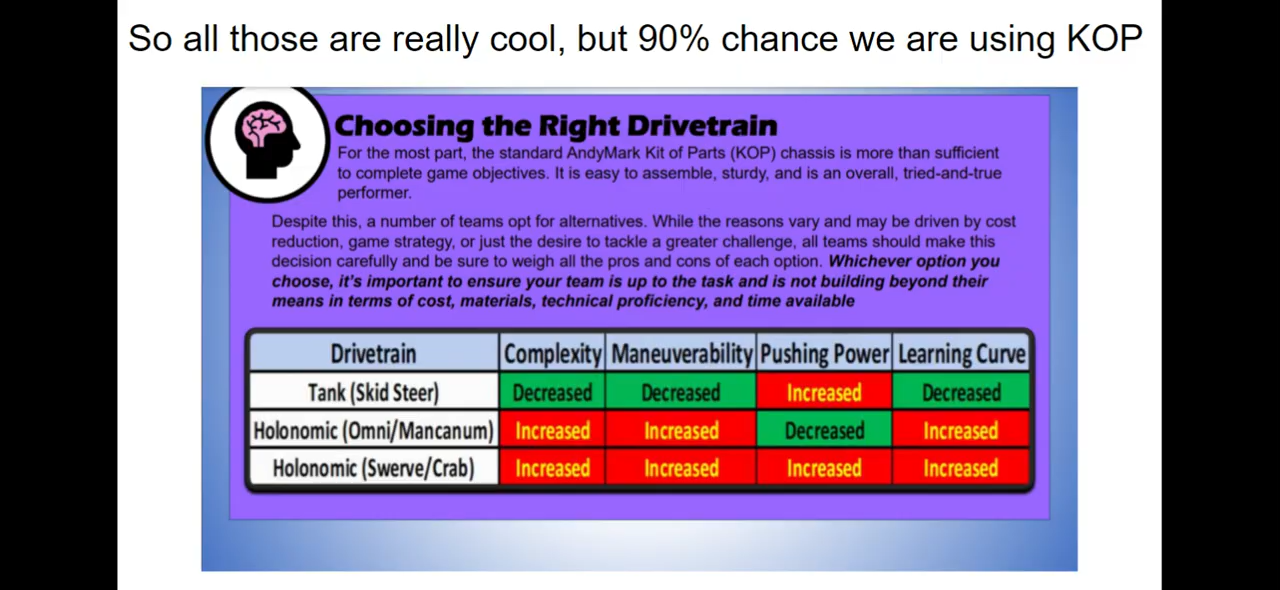 So all those are really cool, but 90% chance we are using KOP
Choosing the Right Drivetrain
For the most part, the standard AndyMark Kit of Parts (KOP) chassis is more than sufficient
to complete game objectives. It is easy to assemble, sturdy, and is an overall, tried-and-true
performer.
Despite this, a number of teams opt for alternatives. While the reasons vary and may be driven by cost
reduction, game strategy, or just the desire to tackle a greater challenge, all teams should make this
decision carefully and be sure to weigh all the pros and cons of each option. Whichever option you
choose, it's important to ensure your team is up to the task and is not building beyond their
means in terms of cost, materials, technical proficiency, and time available
Drivetrain Complexity Maneuverability Pushing Power Learning Curve
Tank (Skid Steer) Decreased Decreased Increased Decreased
Holonomic (Omni/Mancanum) Increased Increased Decreased Increased
Holonomic (Swerve/Crab) Increased Increased Increased Increased